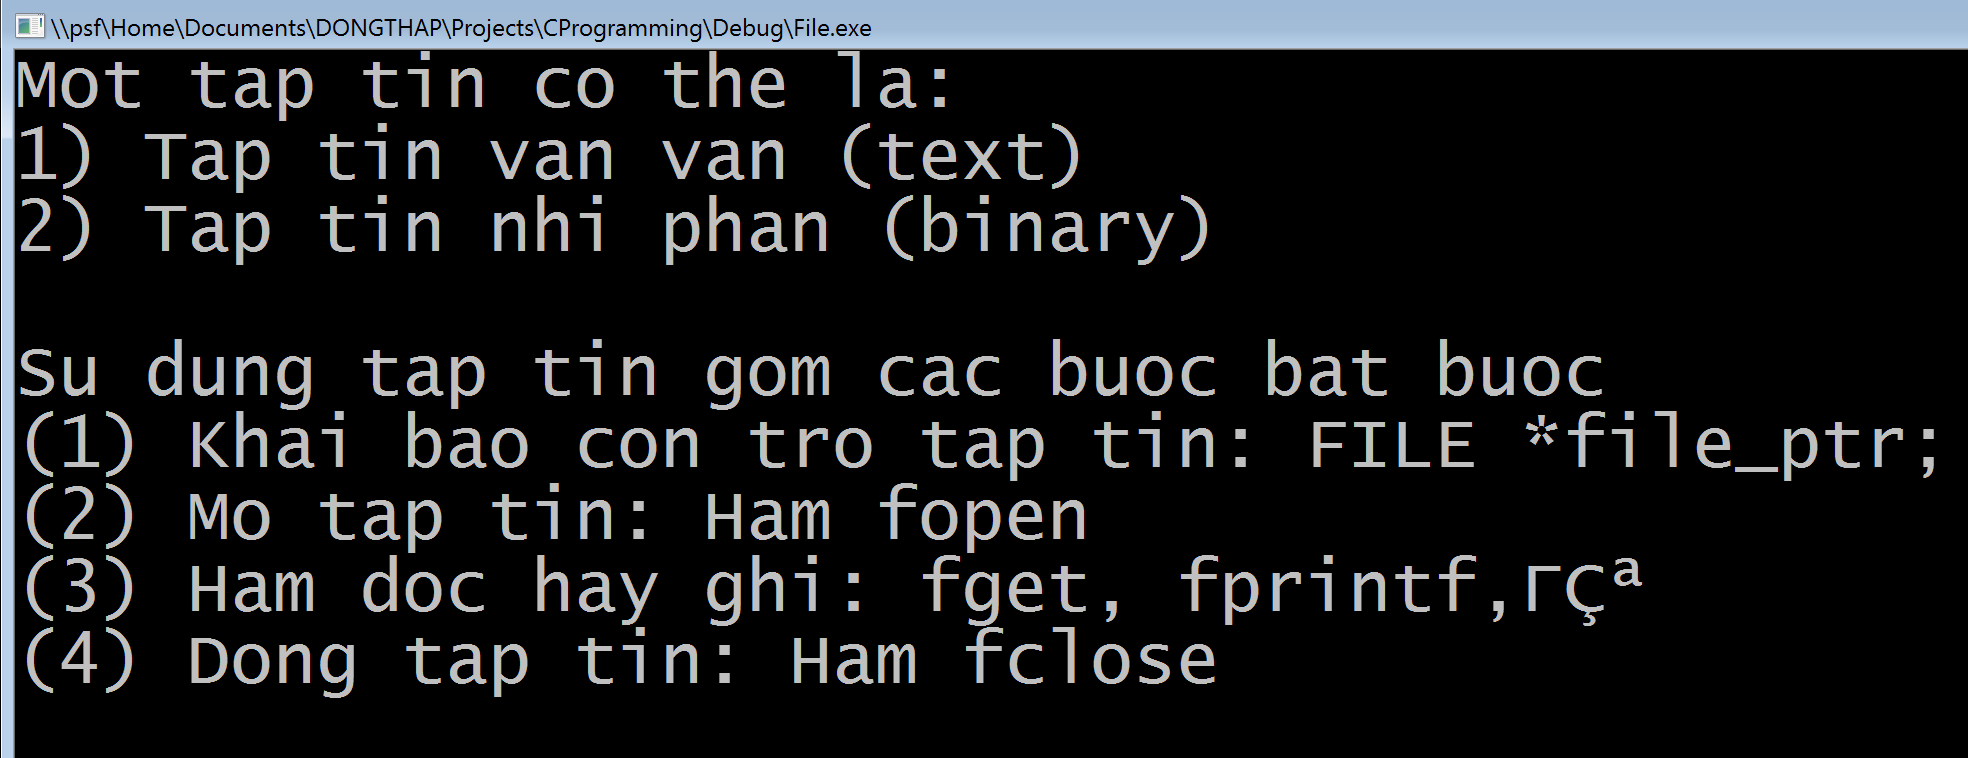 \\psf\Home\Documents\DONGTHAP\Projects\CProgramming\Debug\File.exe
Mot tap tin co the la:
1) Tap tin van van (text)
2) Tap tin nhi phan (binary)
Su dung tap tin gom cac buoc bat buoc
(1) Khai bao con tro tap tin: FILE *file_ptr;
(2) Mo tap tin: Ham fopen
(3) Ham doc hay ghi: fget, fprintf,ΓÇª
(4) Dong tap tin: Ham fclose